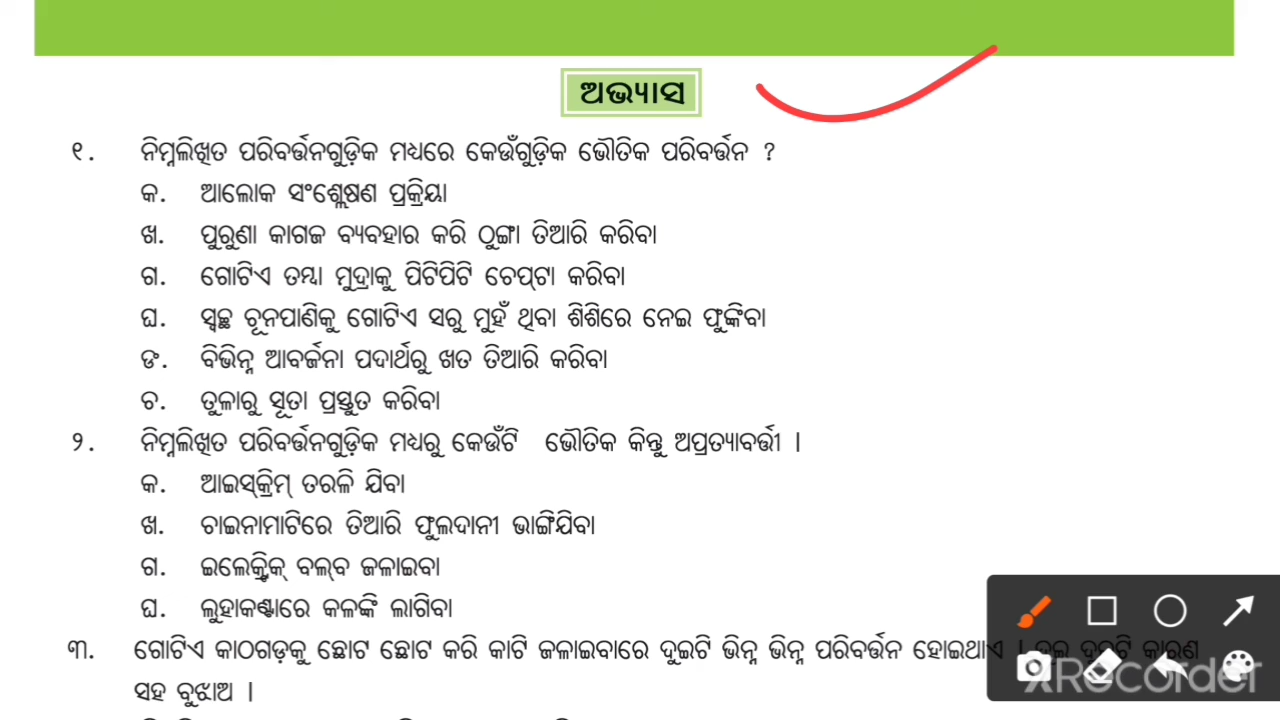 ଅଭ୍ୟାସ
୧. ନିମ୍ନଲିଖିତ ପରିବର୍ତ୍ତନଗୁଡ଼ିକ ମଧ୍ୟରେ କେଉଁଗୁଡ଼ିକ ଭୌତିକ ପରିବର୍ତ୍ତନ ?
କ. ଆଲୋକ ସଂଶ୍ଳେଷଣ ପ୍ରକ୍ରିୟା
ଖ. ପୁରୁଣା କାଗଜ ବ୍ୟବହାର କରି ଠୁଙ୍ଗା ତିଆରି କରିବା
ଗ. ଗୋଟିଏ ତମ୍ବା ମୁଦ୍ରାକୁ ପିଟିପିଟି ଚେପ୍‌ଟା କରିବା
ଘ. ସ୍ୱଚ୍ଛ ଚୂନପାଣିକୁ ଗୋଟିଏ ସରୁ ମୁହଁ ଥିବା ଶିଶିରେ ନେଇ ଫୁଙ୍କିବା
ଙ. ବିଭିନ୍ନ ଆବର୍ଜନା ପଦାର୍ଥରୁ ଖତ ତିଆରି କରିବା
ଚ. ତୁଳାରୁ ସୂତା ପ୍ରସ୍ତୁତ କରିବା
୨. ନିମ୍ନଲିଖିତ ପରିବର୍ତ୍ତନଗୁଡ଼ିକ ମଧ୍ୟରୁ କେଉଁଟି ଭୌତିକ କିନ୍ତୁ ଅପ୍ରତ୍ୟାବର୍ତ୍ତୀ ।
କ. ଆଇସ୍‌କ୍ରିମ୍ ତରଳି ଯିବା
ଖ. ଚାଇନାମାଟିରେ ତିଆରି ଫୁଲଦାନୀ ଭାଙ୍ଗିଯିବା
ଗ. ଇଲେକ୍ଟ୍ରିକ୍ ବଲ୍‌ବ ଜଳାଇବା
ଘ. ଲୁହାକଣ୍ଟାରେ କଳଙ୍କି ଲାଗିବା
୩. ଗୋଟିଏ କାଠଗଡ଼କୁ ଛୋଟ ଛୋଟ କରି କାଟି ଜଳାଇବାରେ ଦୁଇଟି ଭିନ୍ନ ଭିନ୍ନ ପରିବର୍ତ୍ତନ ହୋଇଥାଏ । କାରଣ
ସହ ବୁଝାଅ ।
XRecorder